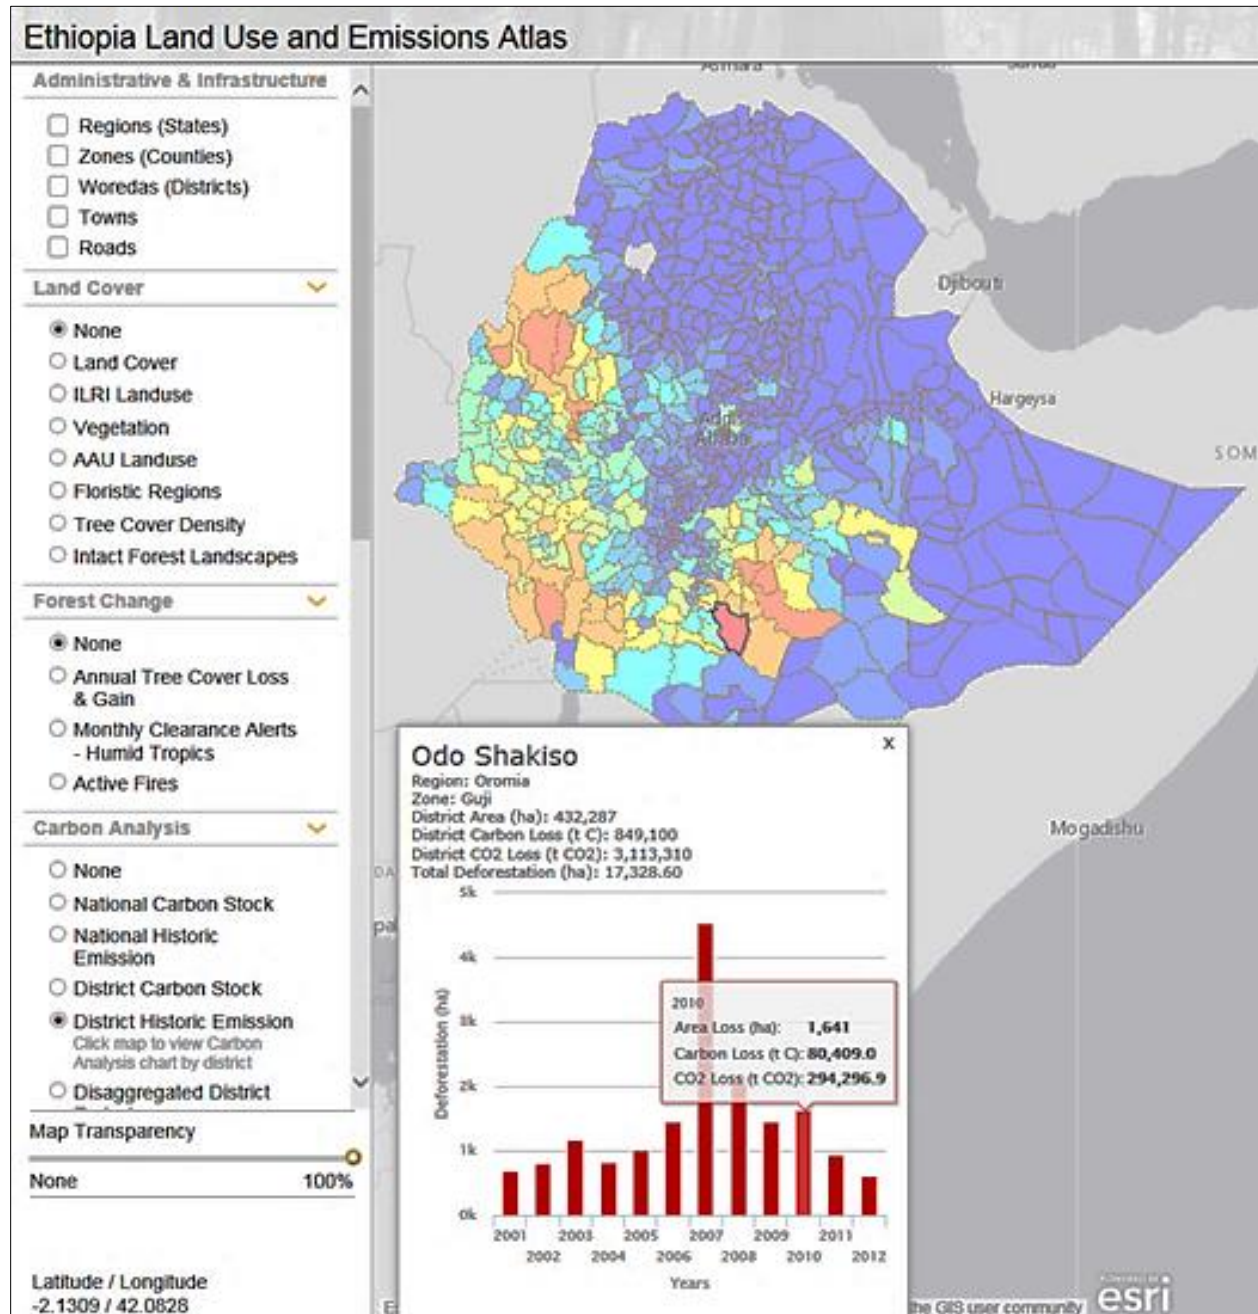 Ethiopia Land Use and Emissions Atlas
Administrative & Infrastructure
Regions (States)
Zones (Counties)
Woredas (Districts)
Towns
Roads
Land Cover
None
Land Cover
ILRI Landuse
Vegetation
AAU Landuse
Floristic Regions
Tree Cover Density
Intact Forest Landscapes
Forest Change
None
Annual Tree Cover Loss
& Gain
Monthly Clearance Alerts
- Humid Tropics
Active Fires
Carbon Analysis
None
National Carbon Stock
National Historic
Emission
District Carbon Stock
District Historic Emission
Click map to view Carbon
Analysis chart by district
Disaggregated District
Map Transparency
None 100%
Latitude / Longitude
-2.1309 / 42.0828
Djibouti
Hargeysa
SOM
Mogadishu
Odo Shakiso
x
Region: Oromia
Zone: Guji
District Area (ha): 432,287
District Carbon Loss (t C): 849,100
District CO2 Loss (t CO2): 3,113,310
Total Deforestation (ha): 17,328.60
5k
4k
3k
2k
1k
0k
Deforestation (ha)
2010
Area Loss (ha): 1,641
Carbon Loss (t C): 80,409.0
CO2 Loss (t CO2): 294,296.9
2001 2003 2005 2007 2009 2011
2002 2004 2006 2008 2010 2012
Years
the GIS user community
esri